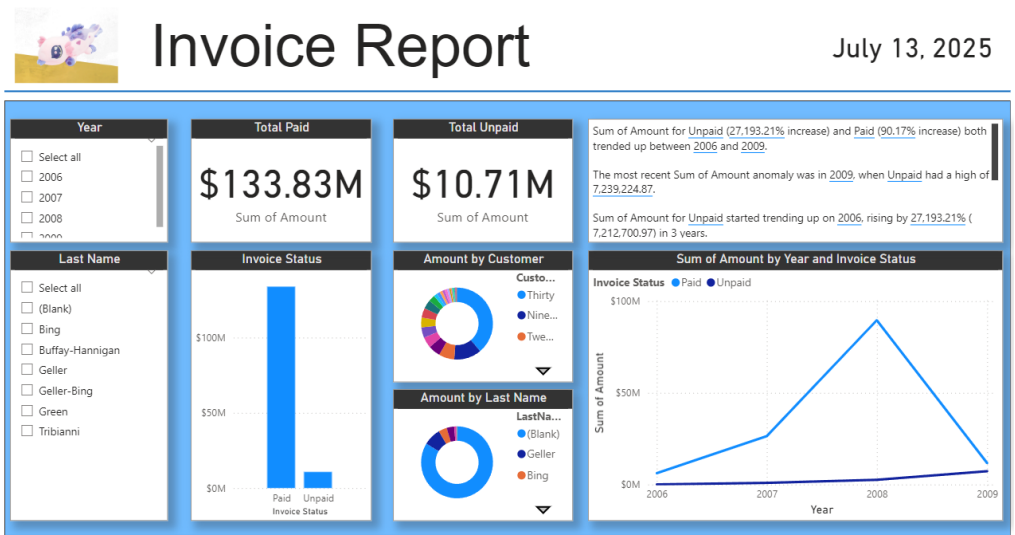 Invoice Report
July 13, 2025
Year
Select all
2006
2007
2008
2009
Total Paid
$133.83M
Sum of Amount
Total Unpaid
$10.71M
Sum of Amount
Sum of Amount for Unpaid (27,193.21% increase) and Paid (90.17% increase) both
trended up between 2006 and 2009.
The most recent Sum of Amount anomaly was in 2009, when Unpaid had a high of
7,239,224.87.
Sum of Amount for Unpaid started trending up on 2006, rising by 27,193.21% (
7,212,700.97) in 3 years.
Last Name
Select all
(Blank)
Bing
Buffay-Hannigan
Geller
Geller-Bing
Green
Tribianni
Invoice Status
$100M
$50M
$0M
Paid Unpaid
Invoice Status
Amount by Customer
Custo...
Thirty
Nine...
Twe...
Amount by Last Name
LastNa...
(Blank)
Geller
Bing
Sum of Amount by Year and Invoice Status
Invoice Status Paid Unpaid
$100M
$50M
$0M
Sum of Amount
2006 2007 2008 2009
Year